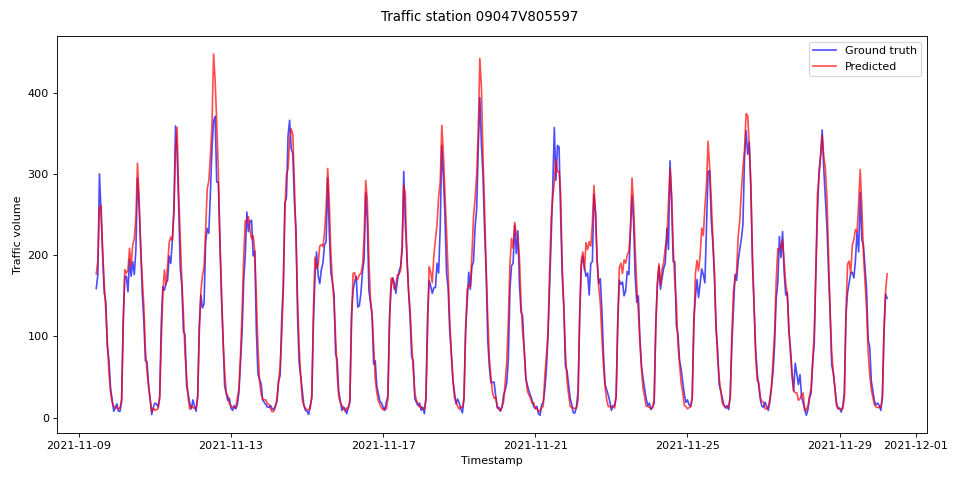 Traffic station 09047V805597
Ground truth
Predicted
Traffic volume
400
300
200
100
0
2021-11-09
2021-11-13
2021-11-17
2021-11-21
2021-11-25
2021-11-29
2021-12-01
Timestamp